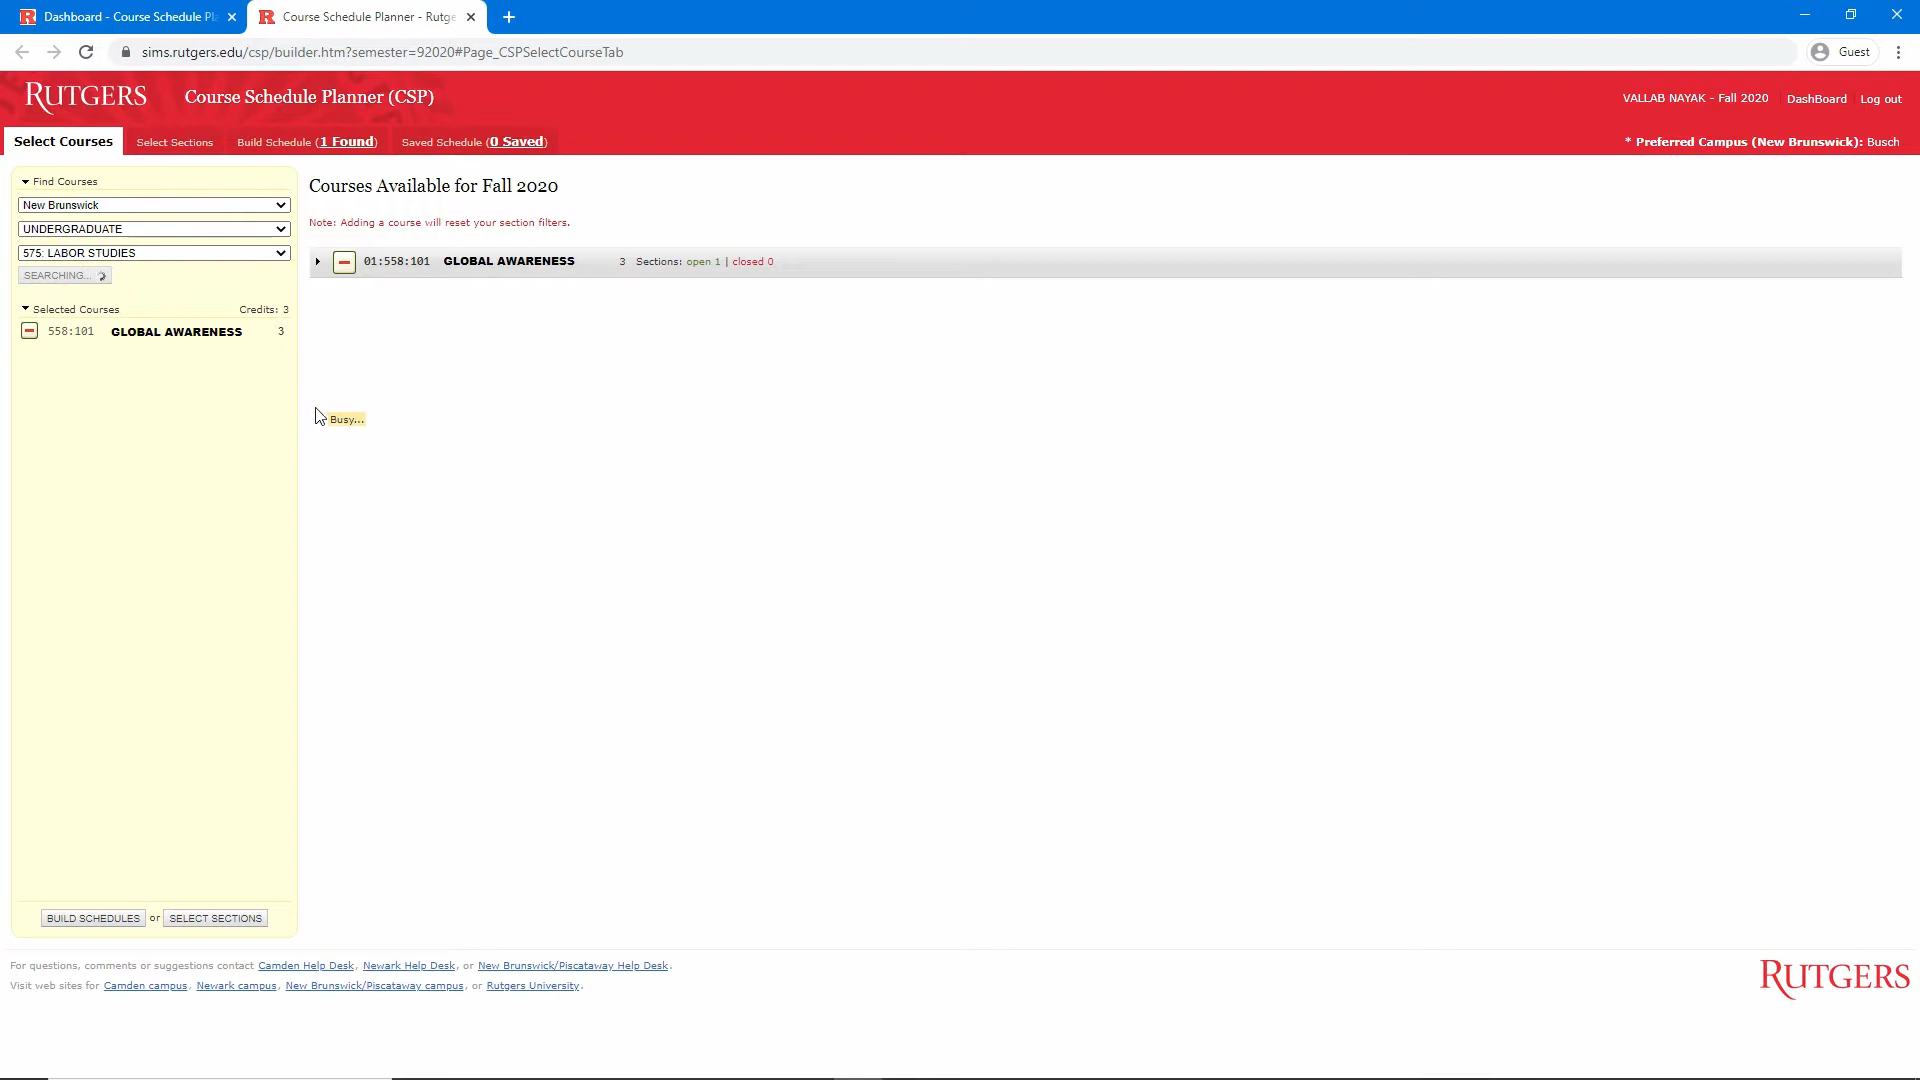 Dashboard - Course Schedule Pl
Course Schedule Planner - Rutge
sims.rutgers.edu/csp/builder.htm?semester=92020#Page_CSPSelectCourseTab
Guest
RUTGERS
Course Schedule Planner (CSP)
VALLAB NAYAK - Fall 2020
DashBoard
Log out
Select Courses
Select Sections
Build Schedule (1 Found)
Saved Schedule (0 Saved)
* Preferred Campus (New Brunswick): Busch
Find Courses
New Brunswick
UNDERGRADUATE
575: LABOR STUDIES
SEARCHING...
Selected Courses Credits: 3
558:101 GLOBAL AWARENESS 3
BUILD SCHEDULES or SELECT SECTIONS
Courses Available for Fall 2020
Note: Adding a course will reset your section filters.
01:558:101 GLOBAL AWARENESS 3 Sections: open 1 | closed 0
Busy...
For questions, comments or suggestions contact Camden Help Desk, Newark Help Desk, or New Brunswick/Piscataway Help Desk.
Visit web sites for Camden campus, Newark campus, New Brunswick/Piscataway campus, or Rutgers University.
RUTGERS